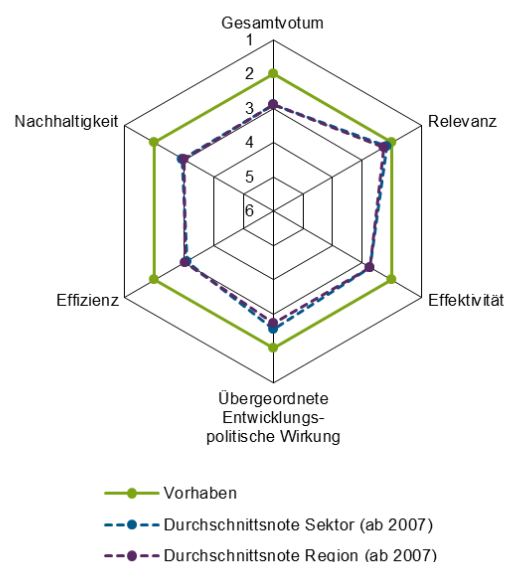 Gesamtvotum
1
2
3
4
5
6
Nachhaltigkeit
Relevanz
Effizienz
Effektivität
Übergeordnete
Entwicklungs-
politische Wirkung
Vorhaben
Durchschnittsnote Sektor (ab 2007)
Durchschnittsnote Region (ab 2007)